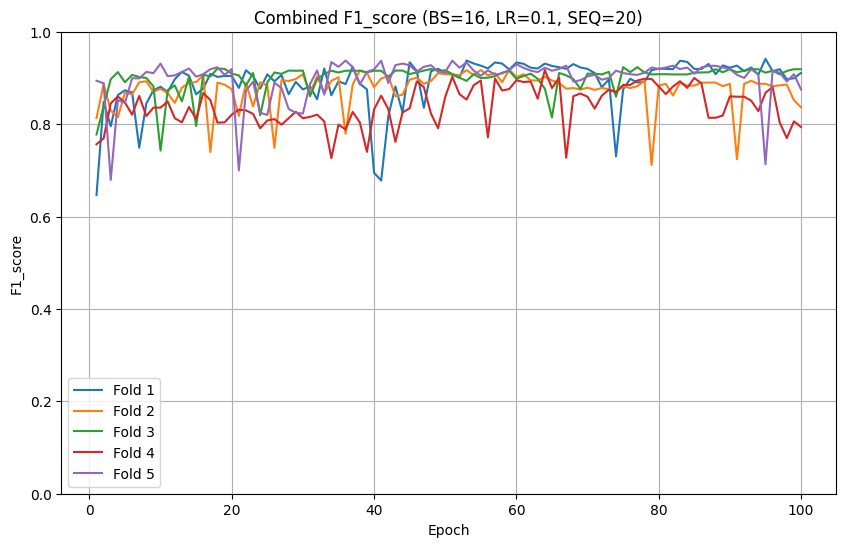 Combined F1_score (BS=16, LR=0.1, SEQ=20)
F1_score
1.0
0.8
0.6
0.4
0.2
0.0
Fold 1
Fold 2
Fold 3
Fold 4
Fold 5
0 20 40 60 80 100
Epoch